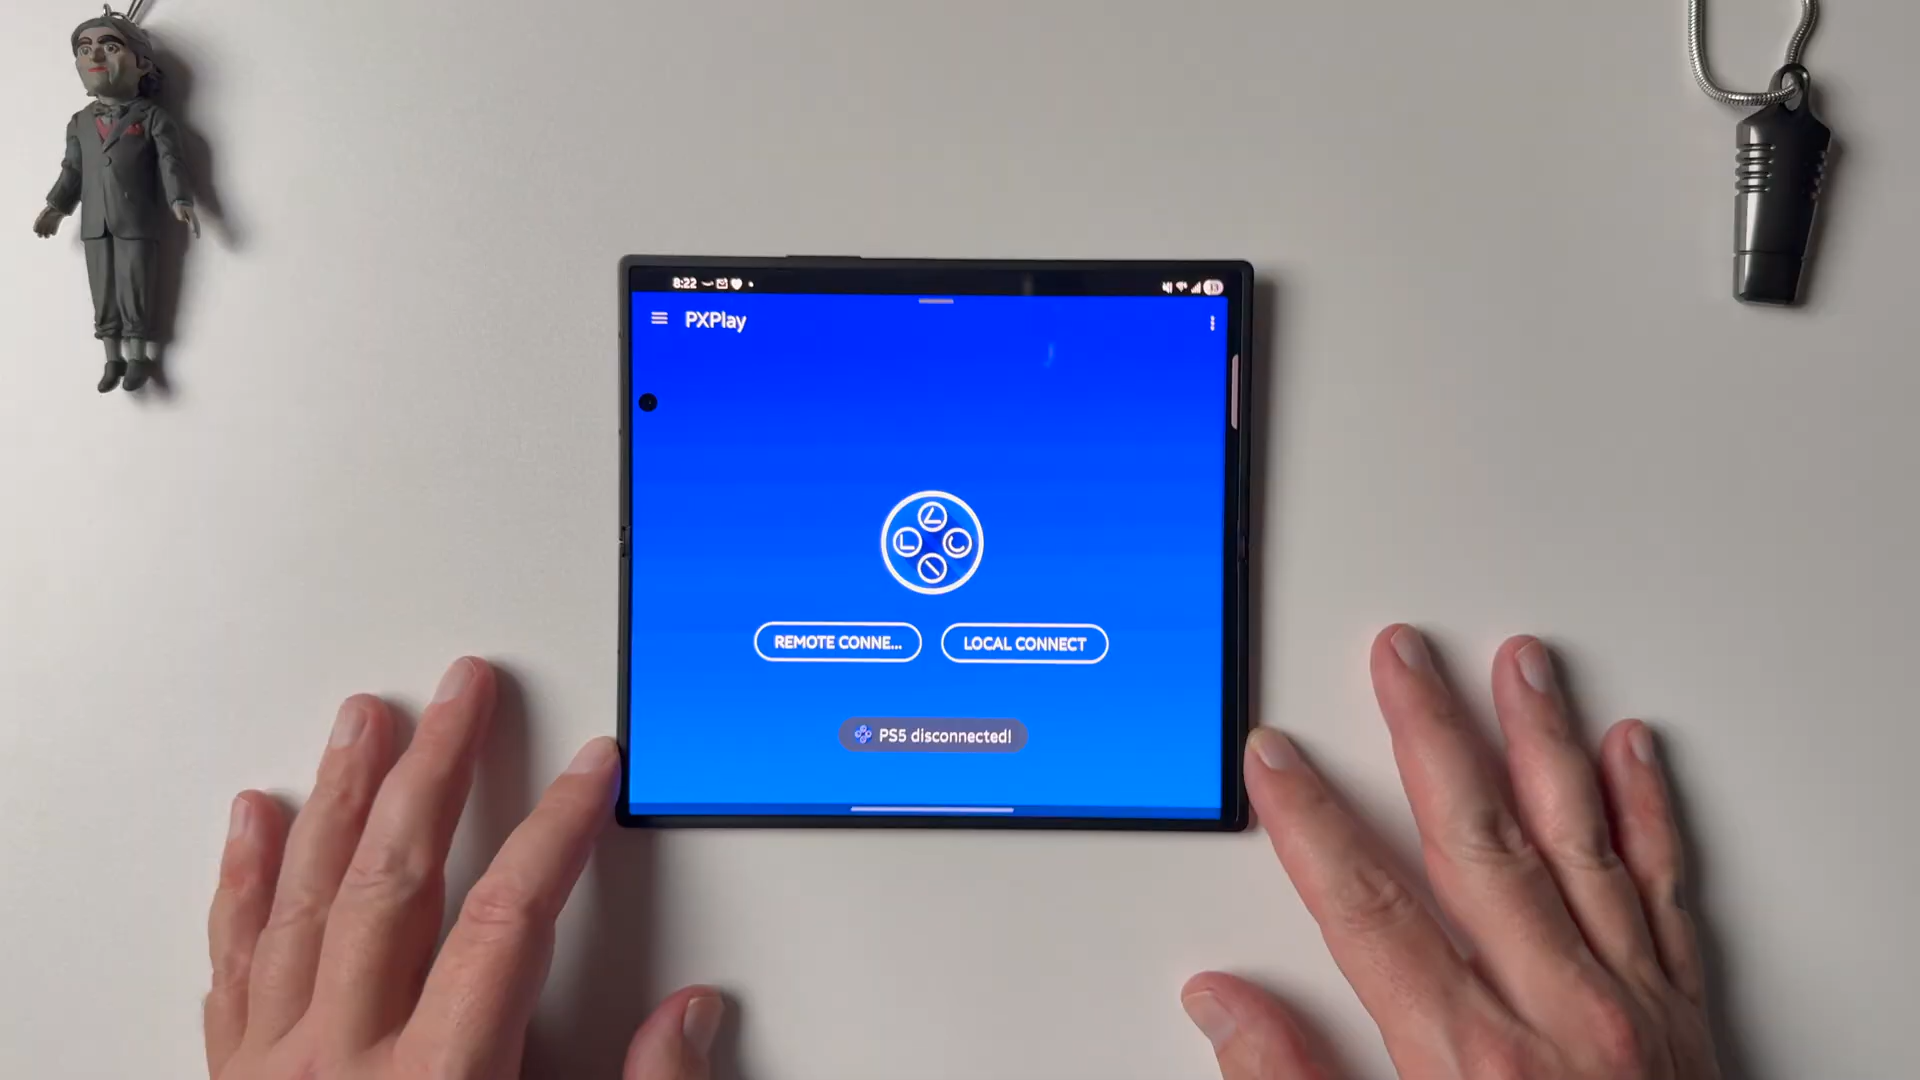 8:22
PXPlay
REMOTE CONNE...
LOCAL CONNECT
PS5 disconnected!